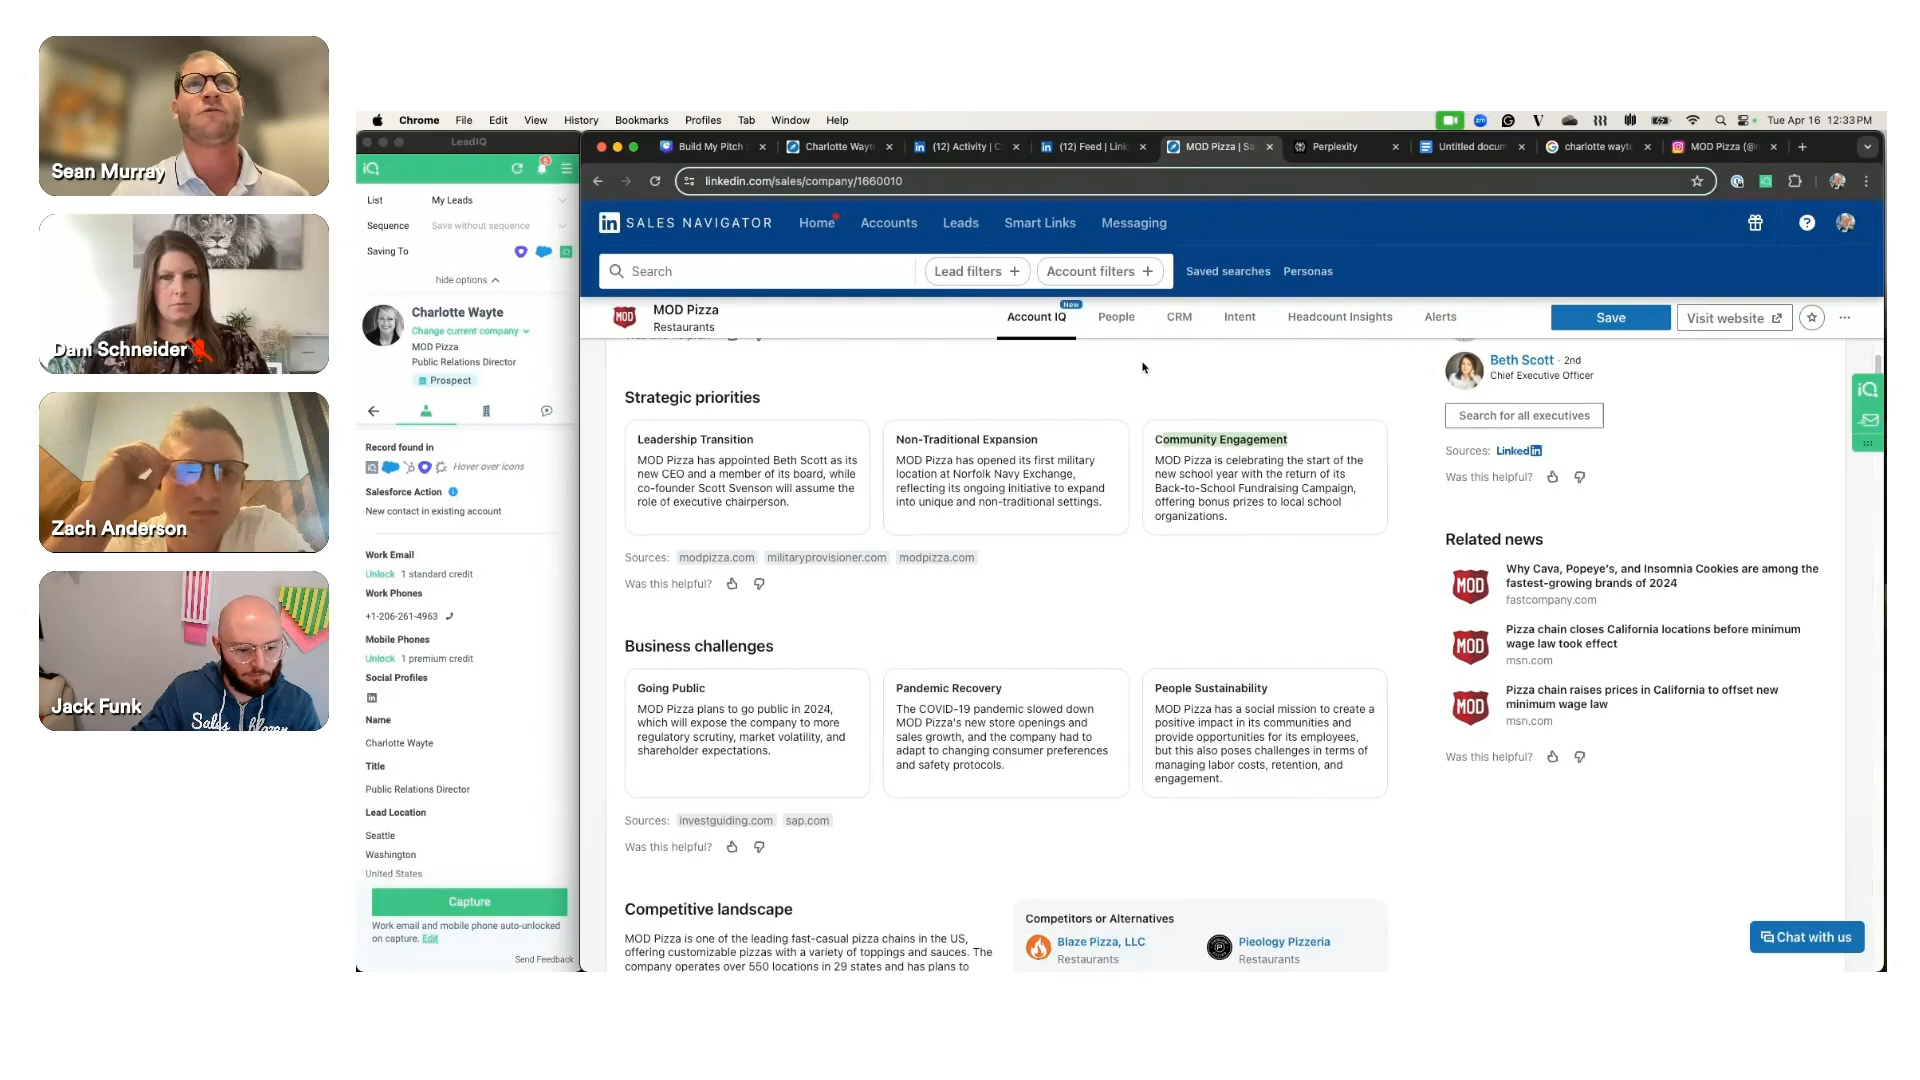 Sean Murray
Dani Schneider
Zach Anderson
Jack Funk
Sales Blazer
Chrome File Edit View History Bookmarks Profiles Tab Window Help
Tue Apr 16 12:33 PM
LeadIQ
iQ
List My Leads
Sequence Save without sequence
Saving To
hide options
Charlotte Wayte
Change current company
MOD Pizza
Public Relations Director
Prospect
Record found in
Hover over icons
Salesforce Action
New contact in existing account
Work Email
Unlock 1 standard credit
Work Phones
+1-206-261-4963
Mobile Phones
Unlock 1 premium credit
Social Profiles
Name
Charlotte Wayte
Title
Public Relations Director
Lead Location
Seattle
Washington
United States
Capture
Work email and mobile phone auto-unlocked
on capture. Edit
Send Feedback
Build My Pitch
Charlotte Wayt
(12) Activity | C
(12) Feed | Link
MOD Pizza | Sa
Perplexity
Untitled docum
charlotte wayte
MOD Pizza (@
linkedin.com/sales/company/1660010
in SALES NAVIGATOR Home Accounts Leads Smart Links Messaging
Search
Lead filters +
Account filters +
Saved searches Personas
MOD
MOD Pizza
Restaurants
New
Account IQ People CRM Intent Headcount Insights Alerts
Save
Visit website
Strategic priorities
Leadership Transition
MOD Pizza has appointed Beth Scott as its
new CEO and a member of its board, while
co-founder Scott Svenson will assume the
role of executive chairperson.
Non-Traditional Expansion
MOD Pizza has opened its first military
location at Norfolk Navy Exchange,
reflecting its ongoing initiative to expand
into unique and non-traditional settings.
Community Engagement
MOD Pizza is celebrating the start of the
new school year with the return of its
Back-to-School Fundraising Campaign,
offering bonus prizes to local school
organizations.
Sources: modpizza.com militaryprovisioner.com modpizza.com
Was this helpful?
Business challenges
Going Public
MOD Pizza plans to go public in 2024,
which will expose the company to more
regulatory scrutiny, market volatility, and
shareholder expectations.
Pandemic Recovery
The COVID-19 pandemic slowed down
MOD Pizza's new store openings and
sales growth, and the company had to
adapt to changing consumer preferences
and safety protocols.
People Sustainability
MOD Pizza has a social mission to create a
positive impact in its communities and
provide opportunities for its employees,
but this also poses challenges in terms of
managing labor costs, retention, and
engagement.
Sources: investguiding.com sap.com
Was this helpful?
Competitive landscape
MOD Pizza is one of the leading fast-casual pizza chains in the US,
offering customizable pizzas with a variety of toppings and sauces. The
company operates over 550 locations in 29 states and has plans to
Competitors or Alternatives
Blaze Pizza, LLC
Restaurants
Pieology Pizzeria
Restaurants
Beth Scott · 2nd
Chief Executive Officer
Search for all executives
Sources: LinkedIn
Was this helpful?
Related news
MOD
Why Cava, Popeye's, and Insomnia Cookies are among the
fastest-growing brands of 2024
fastcompany.com
MOD
Pizza chain closes California locations before minimum
wage law took effect
msn.com
MOD
Pizza chain raises prices in California to offset new
minimum wage law
msn.com
Was this helpful?
iQ
Chat with us